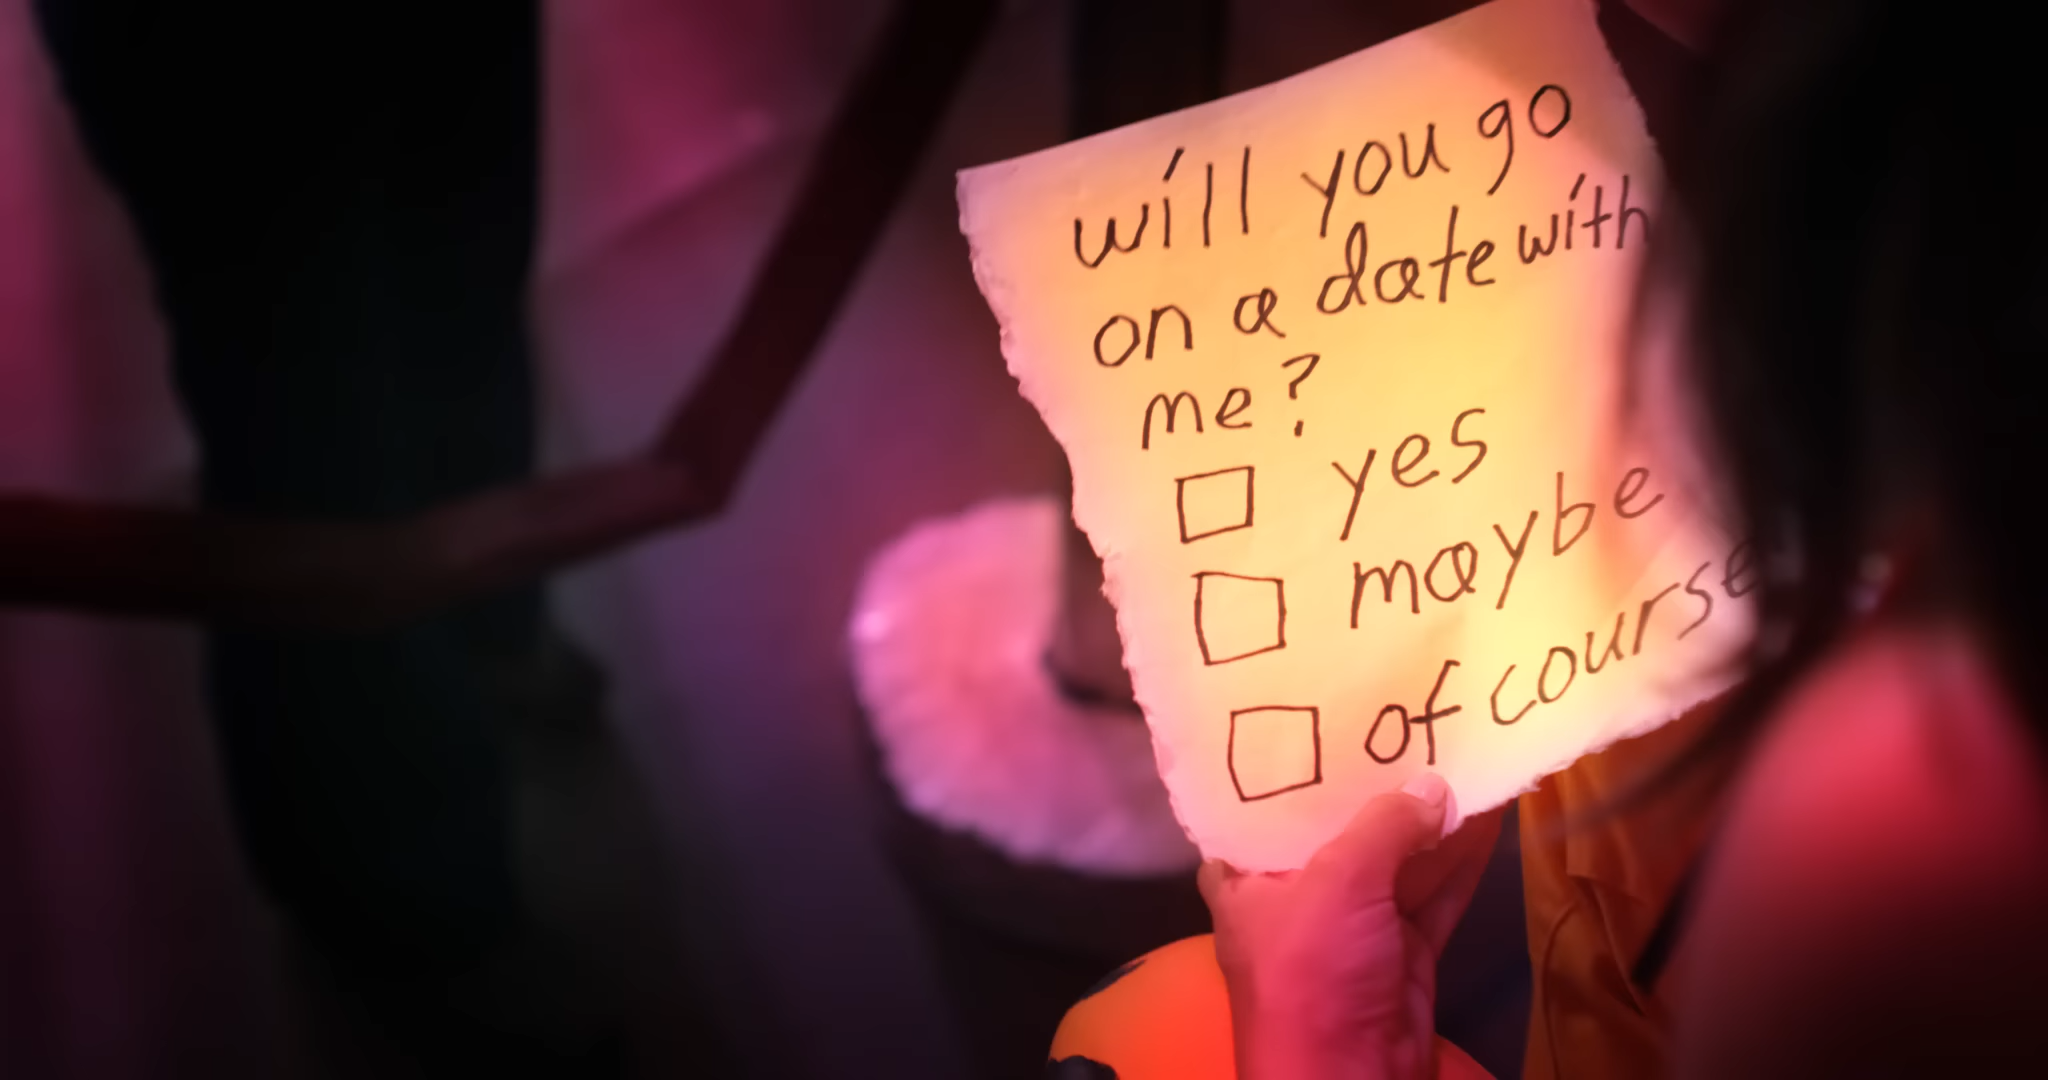 will you go
on a date with
me?
yes
maybe
of course